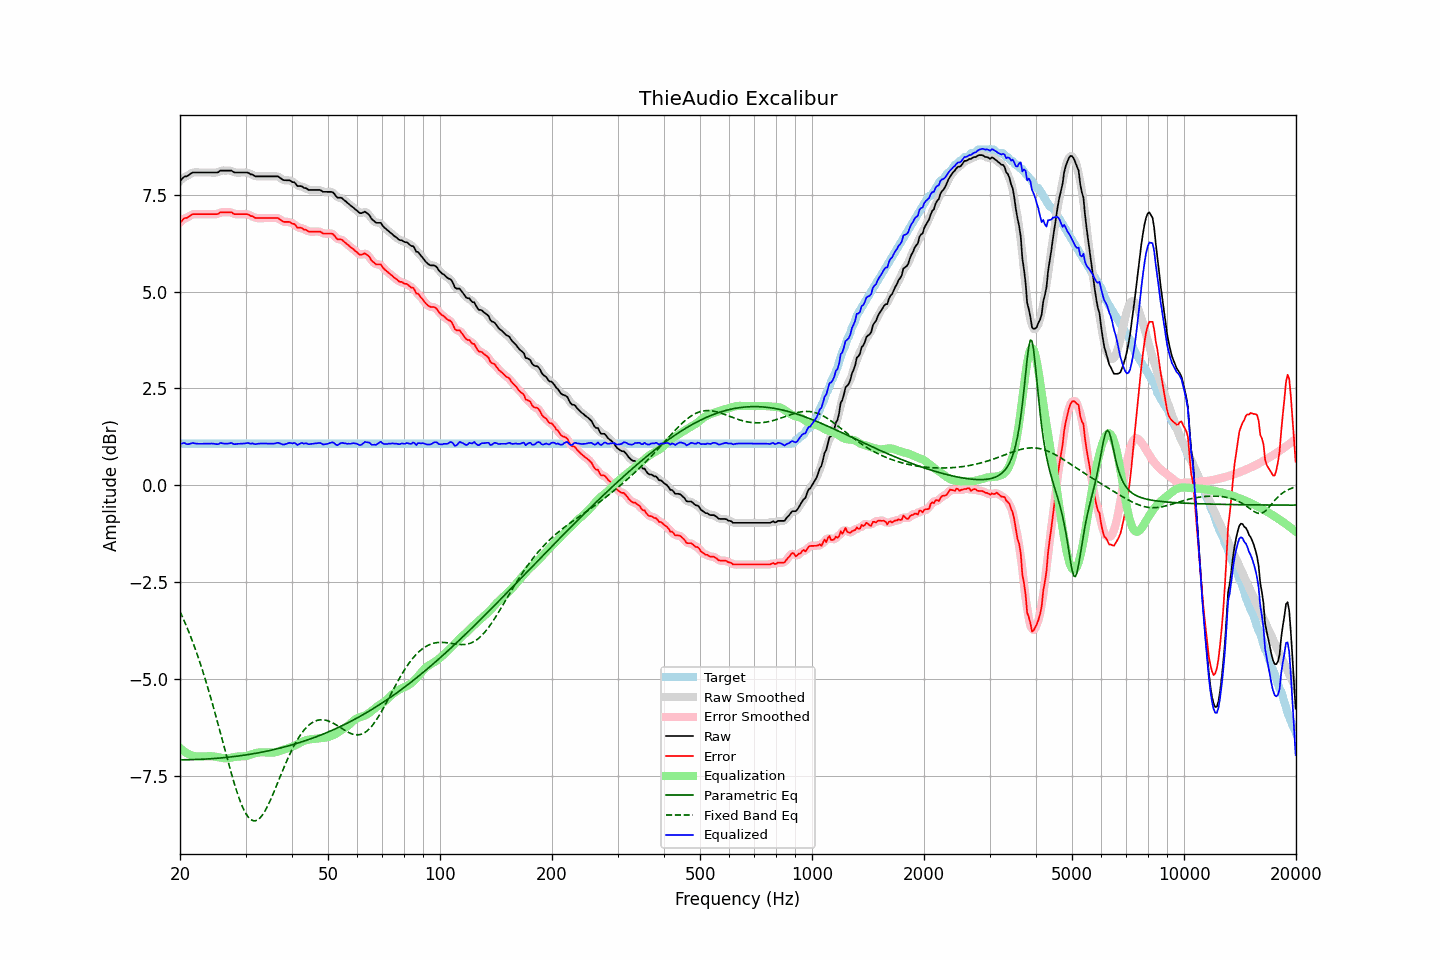 ThieAudio Excalibur
Amplitude (dBr)
7.5
5.0
2.5
0.0
−2.5
−5.0
−7.5
Target
Raw Smoothed
Error Smoothed
Raw
Error
Equalization
Parametric Eq
Fixed Band Eq
Equalized
20 50 100 200 500 1000 2000 5000 10000 20000
Frequency (Hz)